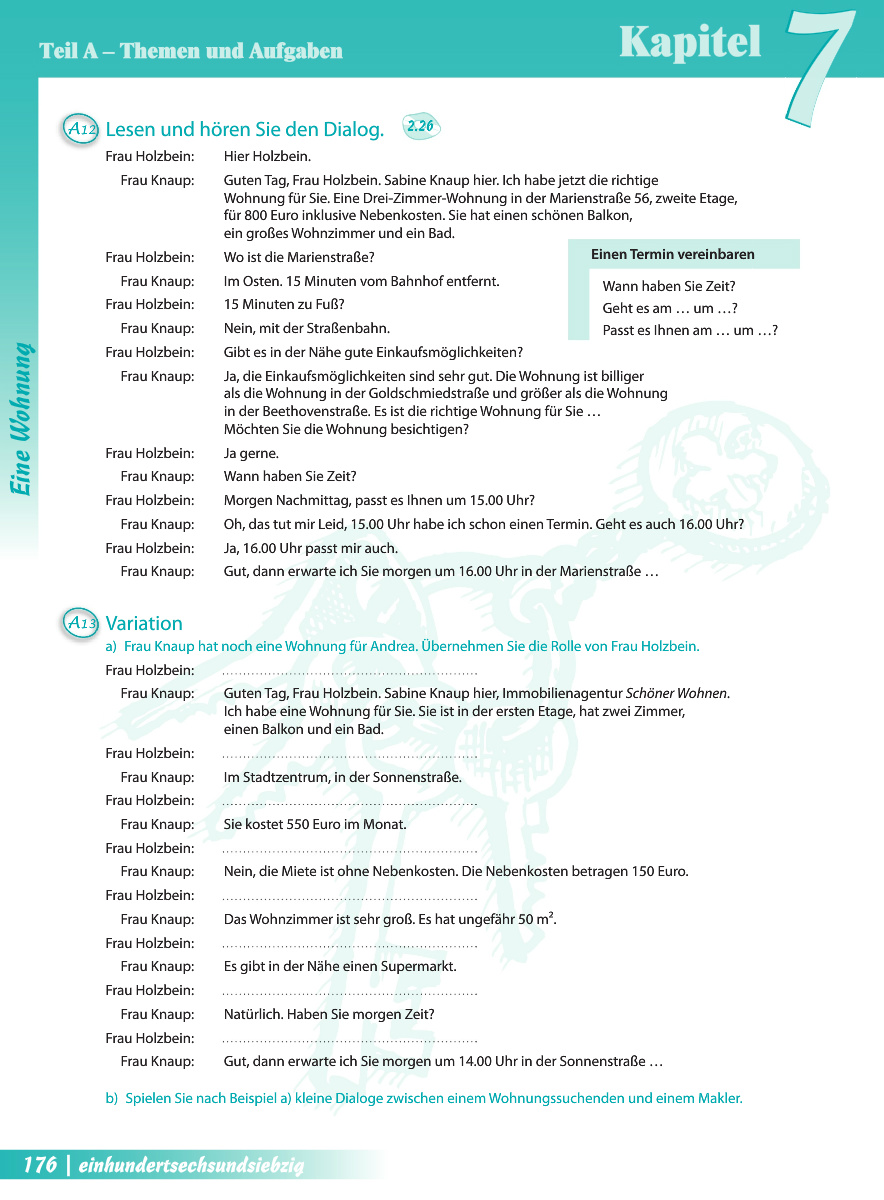 Teil A – Themen und Aufgaben
Kapitel 7
Eine Wohnung
A12 Lesen und hören Sie den Dialog. 2.26
Frau Holzbein: Hier Holzbein.
Frau Knaup: Guten Tag, Frau Holzbein. Sabine Knaup hier. Ich habe jetzt die richtige
Wohnung für Sie. Eine Drei-Zimmer-Wohnung in der Marienstraße 56, zweite Etage,
für 800 Euro inklusive Nebenkosten. Sie hat einen schönen Balkon,
ein großes Wohnzimmer und ein Bad.
Frau Holzbein: Wo ist die Marienstraße?
Frau Knaup: Im Osten. 15 Minuten vom Bahnhof entfernt.
Frau Holzbein: 15 Minuten zu Fuß?
Frau Knaup: Nein, mit der Straßenbahn.
Einen Termin vereinbaren
Wann haben Sie Zeit?
Geht es am … um …?
Passt es Ihnen am … um …?
Frau Holzbein: Gibt es in der Nähe gute Einkaufsmöglichkeiten?
Frau Knaup: Ja, die Einkaufsmöglichkeiten sind sehr gut. Die Wohnung ist billiger
als die Wohnung in der Goldschmiedstraße und größer als die Wohnung
in der Beethovenstraße. Es ist die richtige Wohnung für Sie …
Möchten Sie die Wohnung besichtigen?
Frau Holzbein: Ja gerne.
Frau Knaup: Wann haben Sie Zeit?
Frau Holzbein: Morgen Nachmittag, passt es Ihnen um 15.00 Uhr?
Frau Knaup: Oh, das tut mir Leid, 15.00 Uhr habe ich schon einen Termin. Geht es auch 16.00 Uhr?
Frau Holzbein: Ja, 16.00 Uhr passt mir auch.
Frau Knaup: Gut, dann erwarte ich Sie morgen um 16.00 Uhr in der Marienstraße …
A13 Variation
a) Frau Knaup hat noch eine Wohnung für Andrea. Übernehmen Sie die Rolle von Frau Holzbein.
Frau Holzbein: ............................................................
Frau Knaup: Guten Tag, Frau Holzbein. Sabine Knaup hier, Immobilienagentur Schöner Wohnen.
Ich habe eine Wohnung für Sie. Sie ist in der ersten Etage, hat zwei Zimmer,
einen Balkon und ein Bad.
Frau Holzbein: ............................................................
Frau Knaup: Im Stadtzentrum, in der Sonnenstraße.
Frau Holzbein: ............................................................
Frau Knaup: Sie kostet 550 Euro im Monat.
Frau Holzbein: ............................................................
Frau Knaup: Nein, die Miete ist ohne Nebenkosten. Die Nebenkosten betragen 150 Euro.
Frau Holzbein: ............................................................
Frau Knaup: Das Wohnzimmer ist sehr groß. Es hat ungefähr 50 m².
Frau Holzbein: ............................................................
Frau Knaup: Es gibt in der Nähe einen Supermarkt.
Frau Holzbein: ............................................................
Frau Knaup: Natürlich. Haben Sie morgen Zeit?
Frau Holzbein: ............................................................
Frau Knaup: Gut, dann erwarte ich Sie morgen um 14.00 Uhr in der Sonnenstraße …
b) Spielen Sie nach Beispiel a) kleine Dialoge zwischen einem Wohnungssuchenden und einem Makler.
176 | einhundertsechsundsiebzig